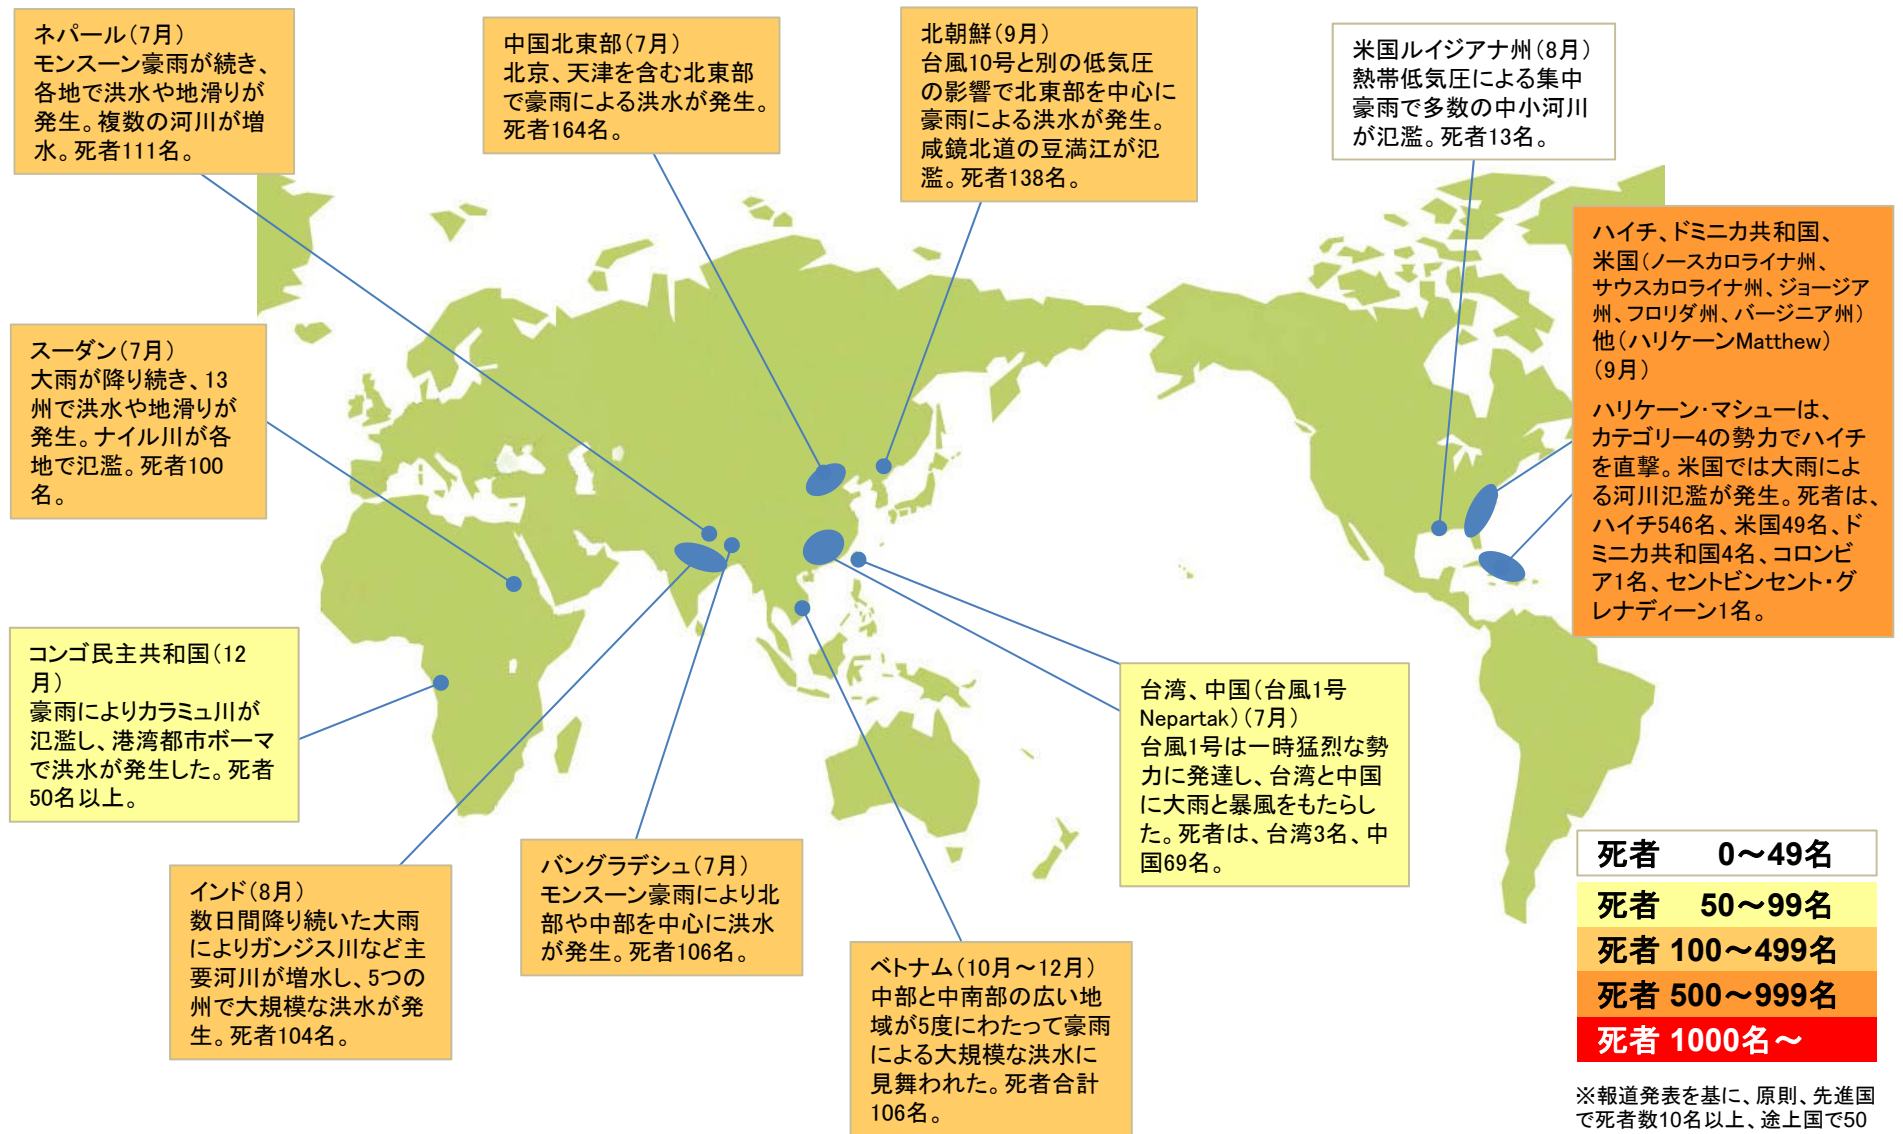 ネパール(7月)
モンスーン豪雨が続き、
各地で洪水や地滑りが
発生。複数の河川が増
水。死者111名。
中国北東部(7月)
北京、天津を含む北東部
で豪雨による洪水が発生。
死者164名。
北朝鮮(9月)
台風10号と別の低気圧
の影響で北東部を中心に
豪雨による洪水が発生。
咸鏡北道の豆満江が氾
濫。死者138名。
米国ルイジアナ州(8月)
熱帯低気圧による集中
豪雨で多数の中小河川
が氾濫。死者13名。
ハイチ、ドミニカ共和国、
米国(ノースカロライナ州、
サウスカロライナ州、ジョージア
州、フロリダ州、バージニア州)
他(ハリケーンMatthew)
(9月)
ハリケーン・マシューは、
カテゴリー4の勢力でハイチ
を直撃。米国では大雨によ
る河川氾濫が発生。死者は、
ハイチ546名、米国49名、ド
ミニカ共和国4名、コロンビ
ア1名、セントビンセント・グ
レナディーン1名。
スーダン(7月)
大雨が降り続き、13
州で洪水や地滑りが
発生。ナイル川が各
地で氾濫。死者100
名。
コンゴ民主共和国(12
月)
豪雨によりカラミュ川が
氾濫し、港湾都市ボーマ
で洪水が発生した。死者
50名以上。
インド(8月)
数日間降り続いた大雨
によりガンジス川など主
要河川が増水し、5つの
州で大規模な洪水が発
生。死者104名。
バングラデシュ(7月)
モンスーン豪雨により北
部や中部を中心に洪水
が発生。死者106名。
ベトナム(10月～12月)
中部と中南部の広い地
域が5度にわたって豪雨
による大規模な洪水に
見舞われた。死者合計
106名。
台湾、中国(台風1号
Nepartak)(7月)
台風1号は一時猛烈な勢
力に発達し、台湾と中国
に大雨と暴風をもたらし
た。死者は、台湾3名、中
国69名。
死者 0～49名
死者 50～99名
死者 100～499名
死者 500～999名
死者 1000名～
※報道発表を基に、原則、先進国
で死者数10名以上、途上国で50